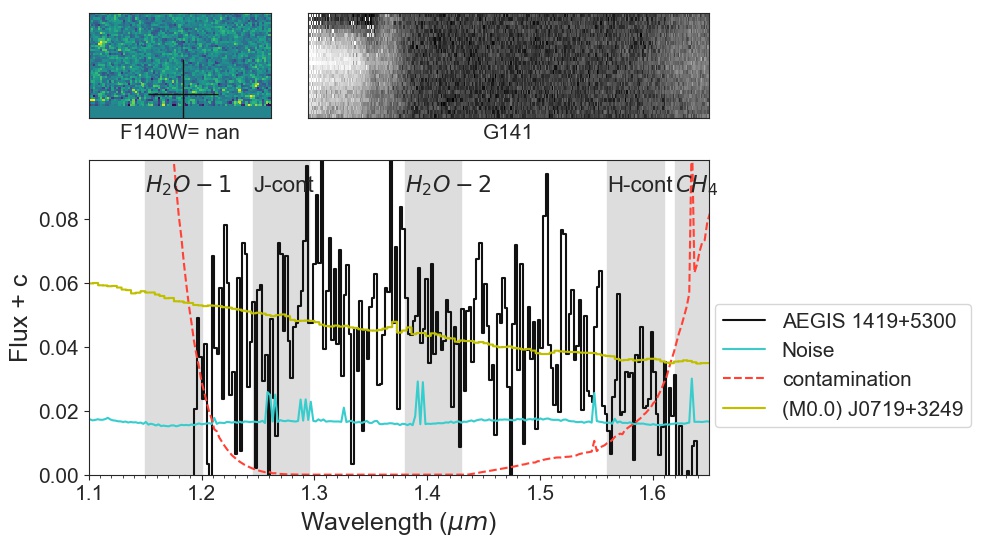 F140W= nan
G141
H₂O − 1
J-cont
H₂O − 2
H-cont
CH₄
Flux + c
0.08
0.06
0.04
0.02
0.00
1.1
1.2
1.3
1.4
1.5
1.6
Wavelength (μm)
AEGIS 1419+5300
Noise
contamination
(M0.0) J0719+3249